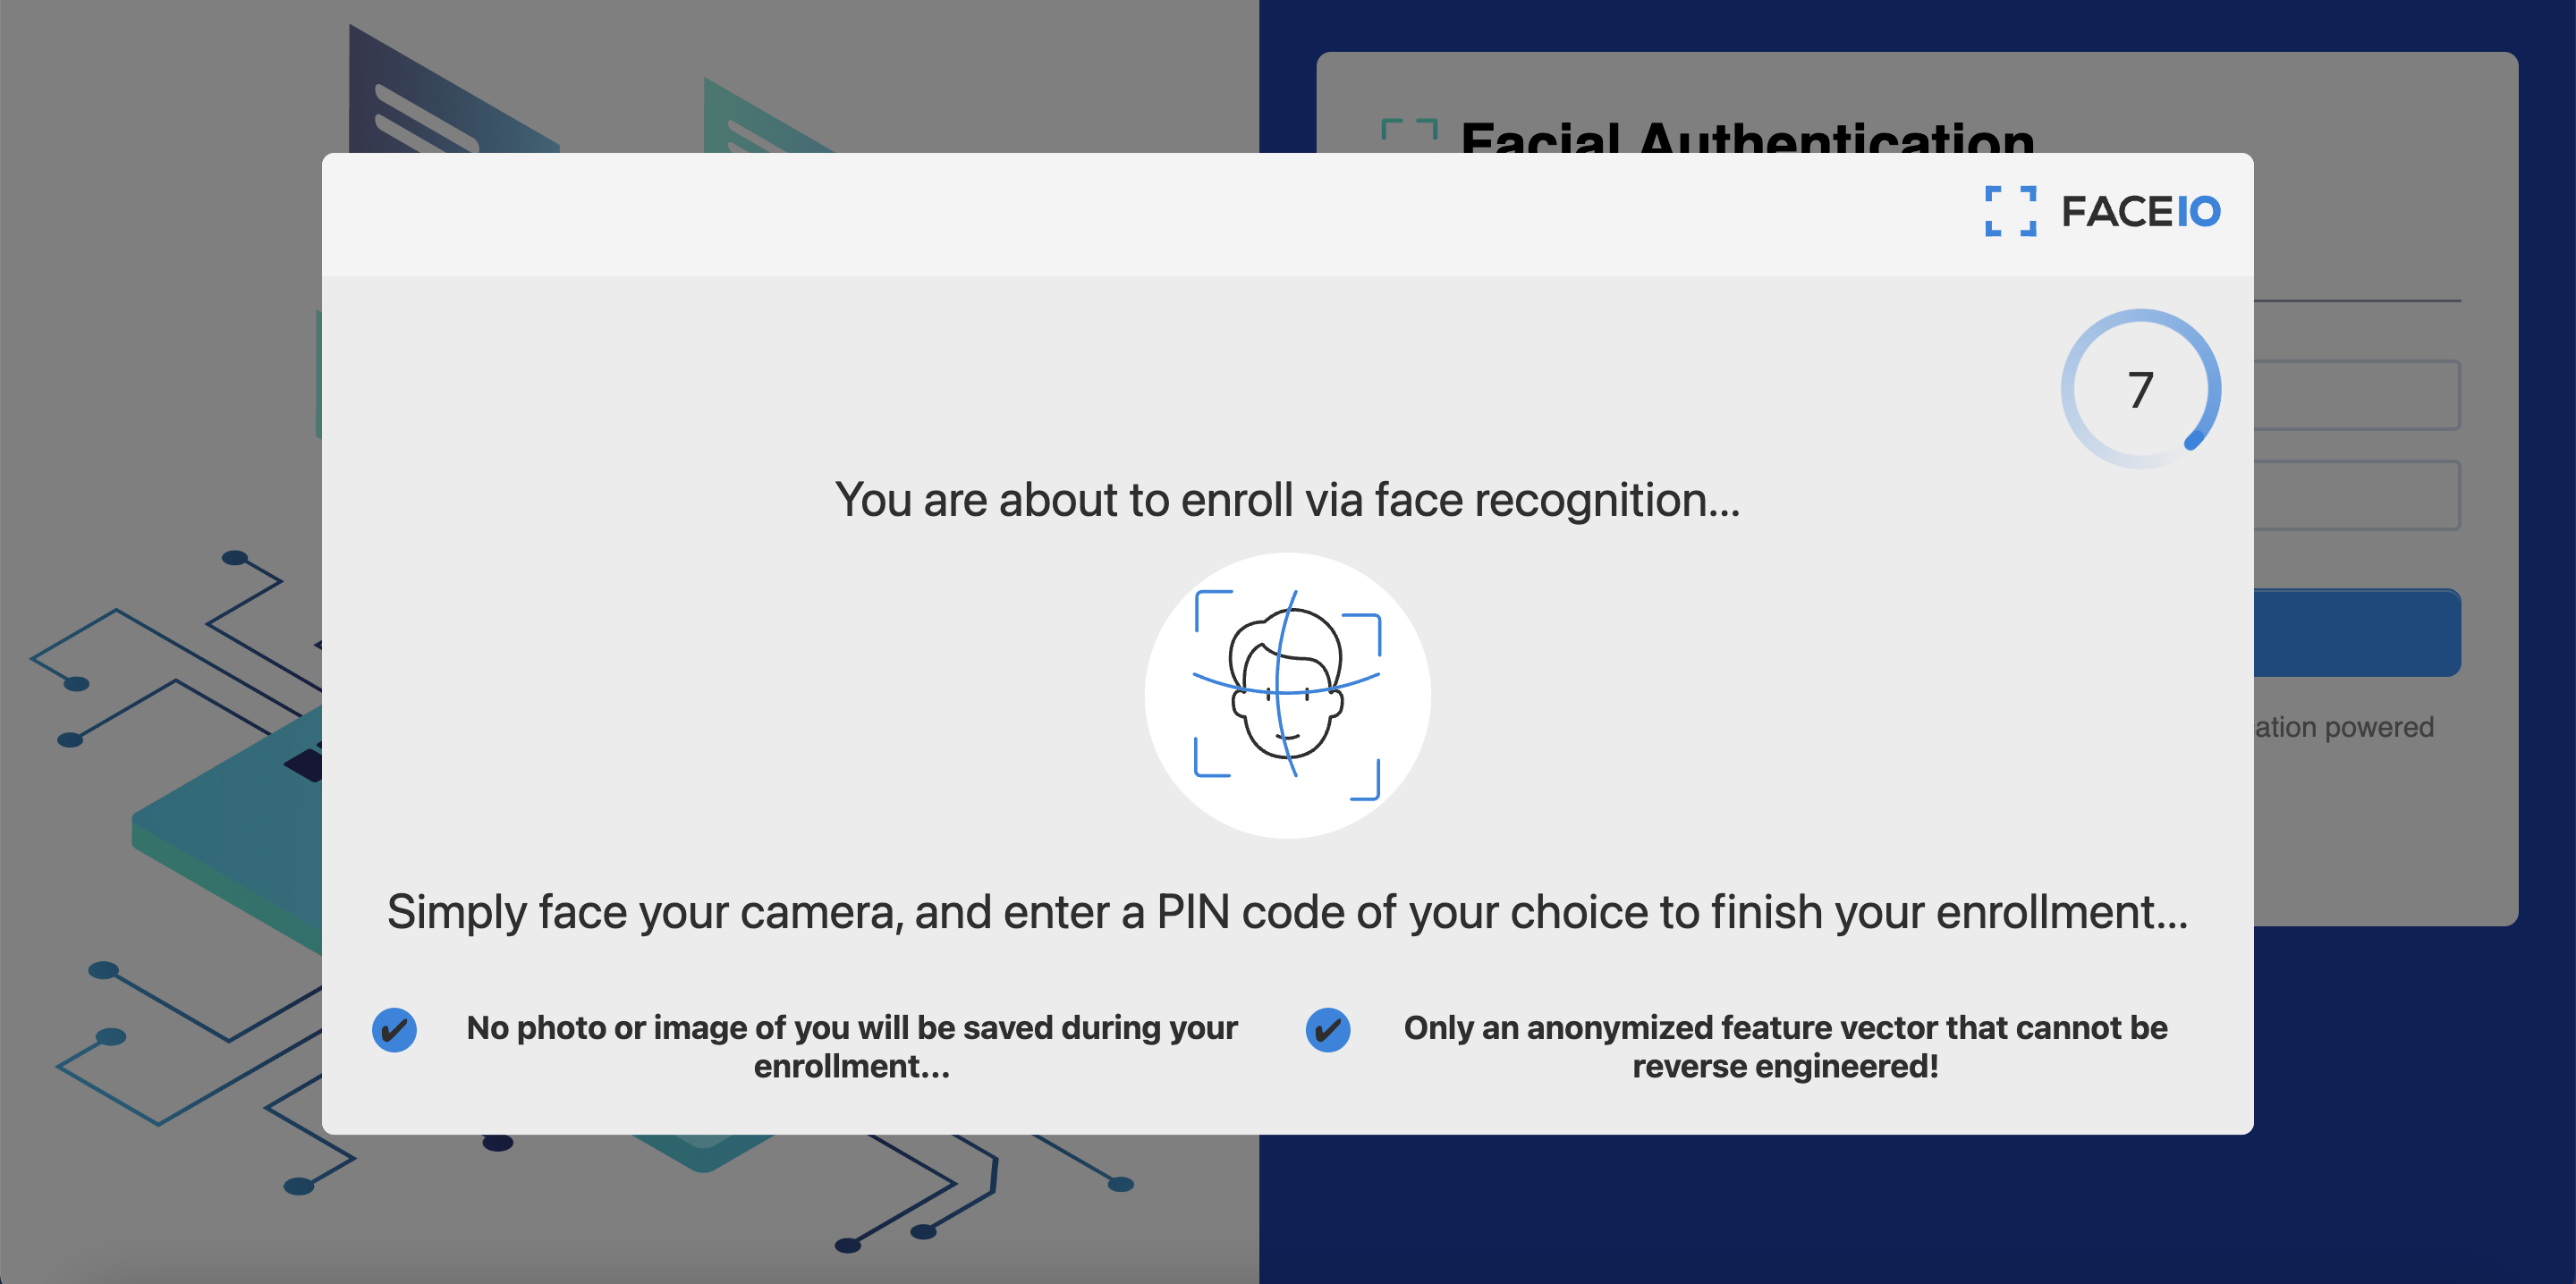 Facial Authentication
FACEIO
7
You are about to enroll via face recognition...
Simply face your camera, and enter a PIN code of your choice to finish your enrollment...
No photo or image of you will be saved during your
enrollment...
Only an anonymized feature vector that cannot be
reverse engineered!
ation powered